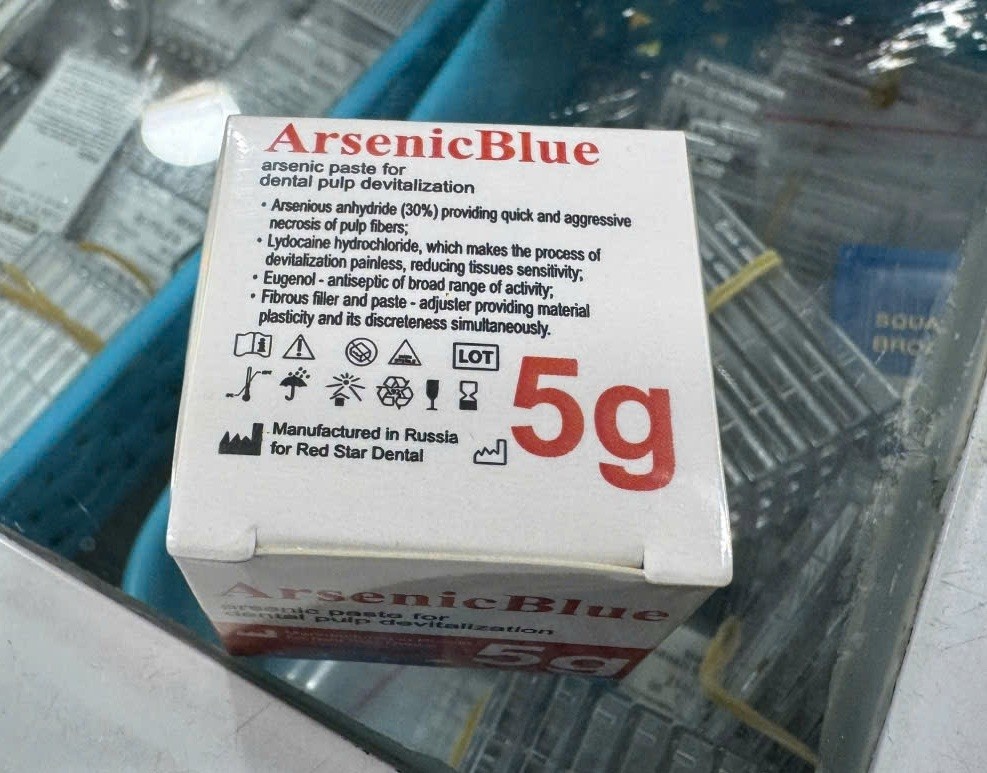 ArsenicBlue
arsenic paste for
dental pulp devitalization
• Arsenious anhydride (30%) providing quick and aggressive
necrosis of pulp fibers;
• Lydocaine hydrochloride, which makes the process of
devitalization painless, reducing tissues sensitivity;
• Eugenol - antiseptic of broad range of activity;
• Fibrous filler and paste - adjuster providing material
plasticity and its discreteness simultaneously.
LOT
5g
Manufactured in Russia
for Red Star Dental
ArsenicBlue
arsenic paste for
dental pulp devitalization
5g